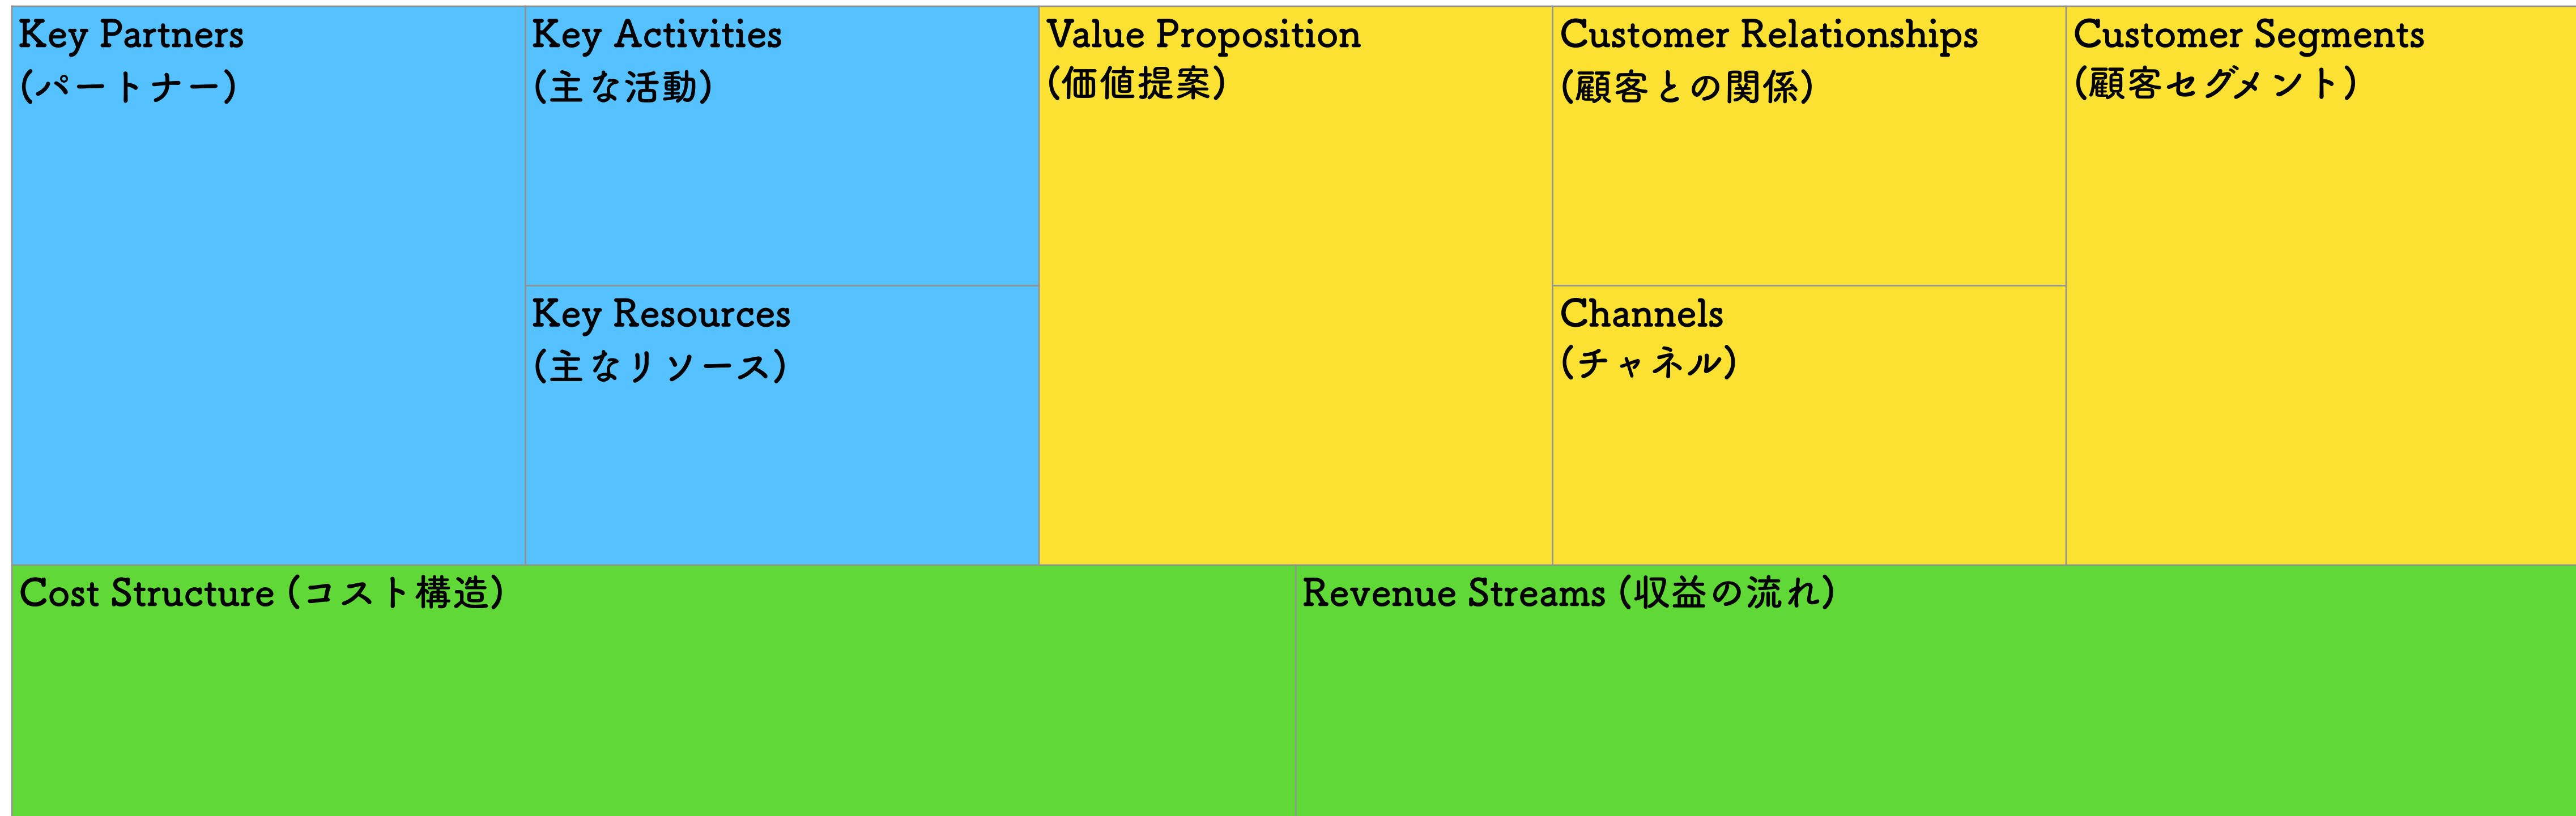 Key Partners
(パートナー)
Key Activities
(主な活動)
Key Resources
(主なリソース)
Value Proposition
(価値提案)
Customer Relationships
(顧客との関係)
Channels
(チャネル)
Customer Segments
(顧客セグメント)
Cost Structure (コスト構造)
Revenue Streams (収益の流れ)